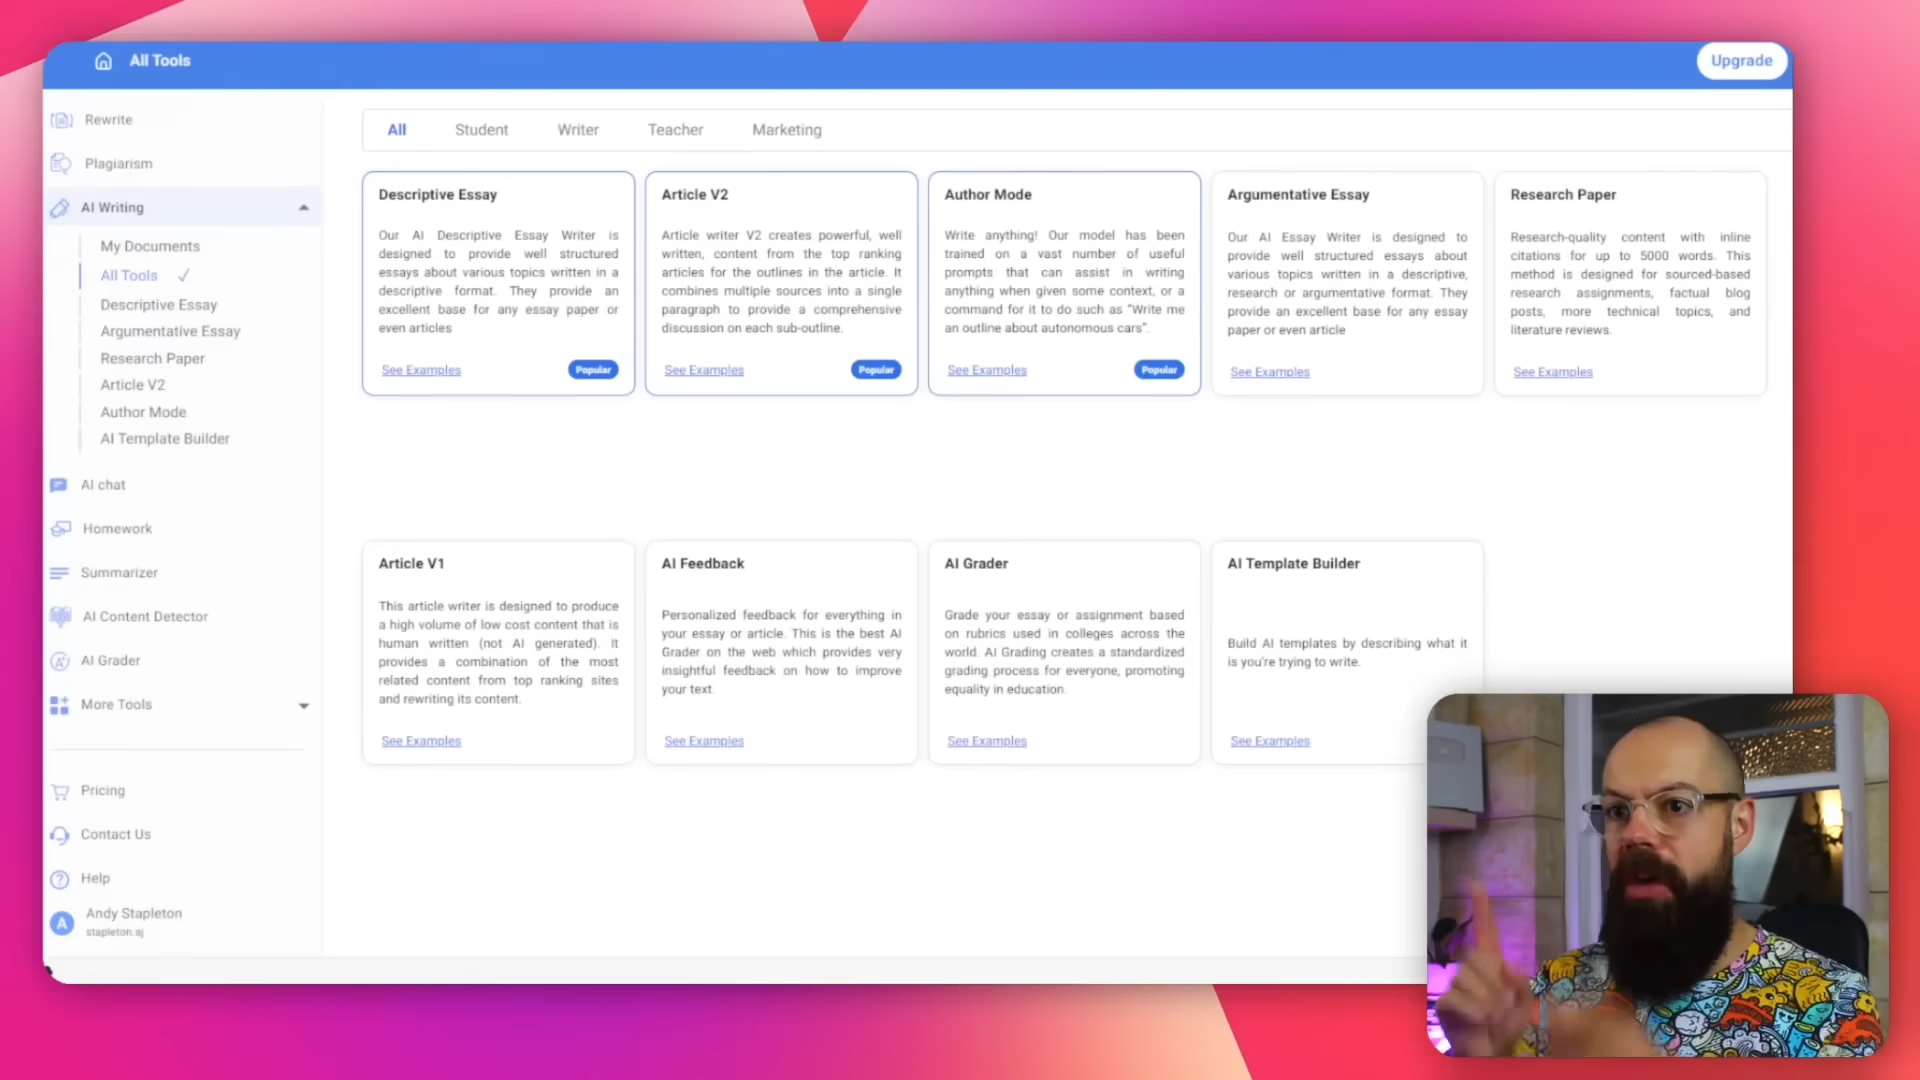 All Tools
Upgrade
Rewrite
Plagiarism
AI Writing
My Documents
All Tools
Descriptive Essay
Argumentative Essay
Research Paper
Article V2
Author Mode
AI Template Builder
AI chat
Homework
Summarizer
AI Content Detector
AI Grader
More Tools
Pricing
Contact Us
Help
A
Andy Stapleton
stapleton.aj
All
Student
Writer
Teacher
Marketing
Descriptive Essay
Our AI Descriptive Essay Writer is
designed to provide well structured
essays about various topics written in a
descriptive format. They provide an
excellent base for any essay paper or
even articles
See Examples
Popular
Article V2
Article writer V2 creates powerful, well
written, content from the top ranking
articles for the outlines in the article. It
combines multiple sources into a single
paragraph to provide a comprehensive
discussion on each sub-outline.
See Examples
Popular
Author Mode
Write anything! Our model has been
trained on a vast number of useful
prompts that can assist in writing
anything when given some context, or a
command for it to do such as “Write me
an outline about autonomous cars”.
See Examples
Popular
Argumentative Essay
Our AI Essay Writer is designed to
provide well structured essays about
various topics written in a descriptive,
research or argumentative format. They
provide an excellent base for any essay
paper or even article
See Examples
Research Paper
Research-quality content with inline
citations for up to 5000 words. This
method is designed for sourced-based
research assignments, factual blog
posts, more technical topics, and
literature reviews.
See Examples
Article V1
This article writer is designed to produce
a high volume of low cost content that is
human written (not AI generated). It
provides a combination of the most
related content from top ranking sites
and rewriting its content.
See Examples
AI Feedback
Personalized feedback for everything in
your essay or article. This is the best AI
Grader on the web which provides very
insightful feedback on how to improve
your text.
See Examples
AI Grader
Grade your essay or assignment based
on rubrics used in colleges across the
world. AI Grading creates a standardized
grading process for everyone, promoting
equality in education.
See Examples
AI Template Builder
Build AI templates by describing what it
is you're trying to write.
See Examples